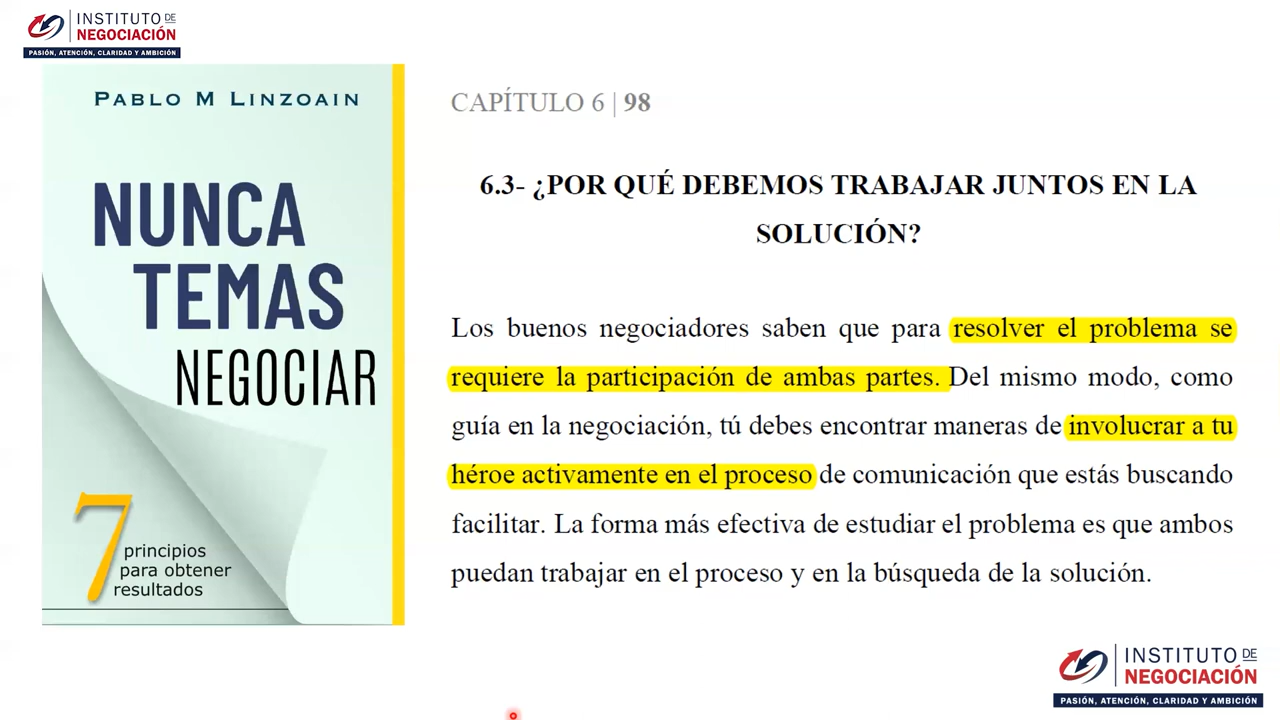 INSTITUTO DE
NEGOCIACIÓN
PASIÓN, ATENCIÓN, CLARIDAD Y AMBICIÓN
PABLO M LINZOAIN
NUNCA
TEMAS
NEGOCIAR
7 principios
para obtener
resultados
CAPÍTULO 6 | 98
6.3- ¿POR QUÉ DEBEMOS TRABAJAR JUNTOS EN LA
SOLUCIÓN?
Los buenos negociadores saben que para resolver el problema se
requiere la participación de ambas partes. Del mismo modo, como
guía en la negociación, tú debes encontrar maneras de involucrar a tu
héroe activamente en el proceso de comunicación que estás buscando
facilitar. La forma más efectiva de estudiar el problema es que ambos
puedan trabajar en el proceso y en la búsqueda de la solución.
INSTITUTO DE
NEGOCIACIÓN
PASIÓN, ATENCIÓN, CLARIDAD Y AMBICIÓN